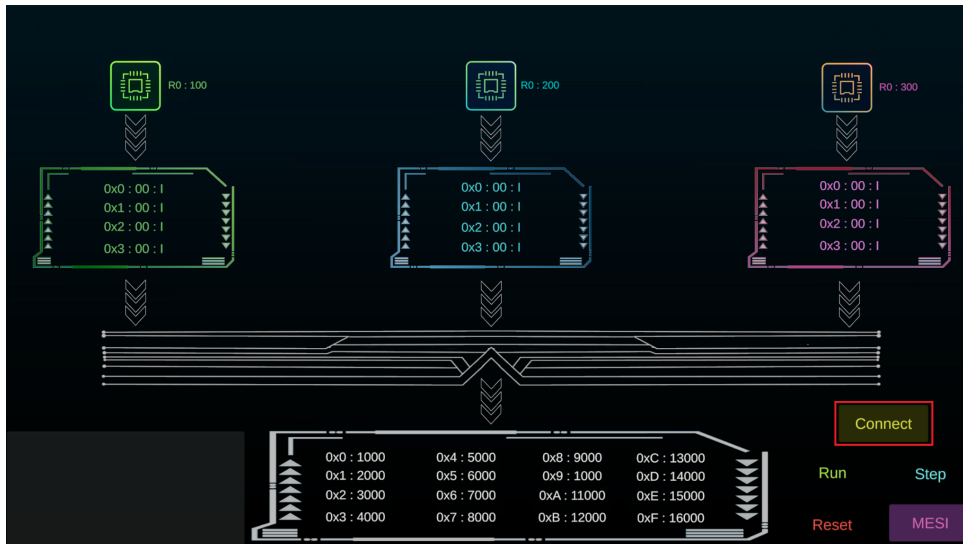 R0 : 100
R0 : 200
R0 : 300
0x0 : 00 : I
0x1 : 00 : I
0x2 : 00 : I
0x3 : 00 : I
0x0 : 00 : I
0x1 : 00 : I
0x2 : 00 : I
0x3 : 00 : I
0x0 : 00 : I
0x1 : 00 : I
0x2 : 00 : I
0x3 : 00 : I
0x0 : 1000 0x4 : 5000 0x8 : 9000 0xC : 13000
0x1 : 2000 0x5 : 6000 0x9 : 1000 0xD : 14000
0x2 : 3000 0x6 : 7000 0xA : 11000 0xE : 15000
0x3 : 4000 0x7 : 8000 0xB : 12000 0xF : 16000
Connect
Run Step
Reset MESI